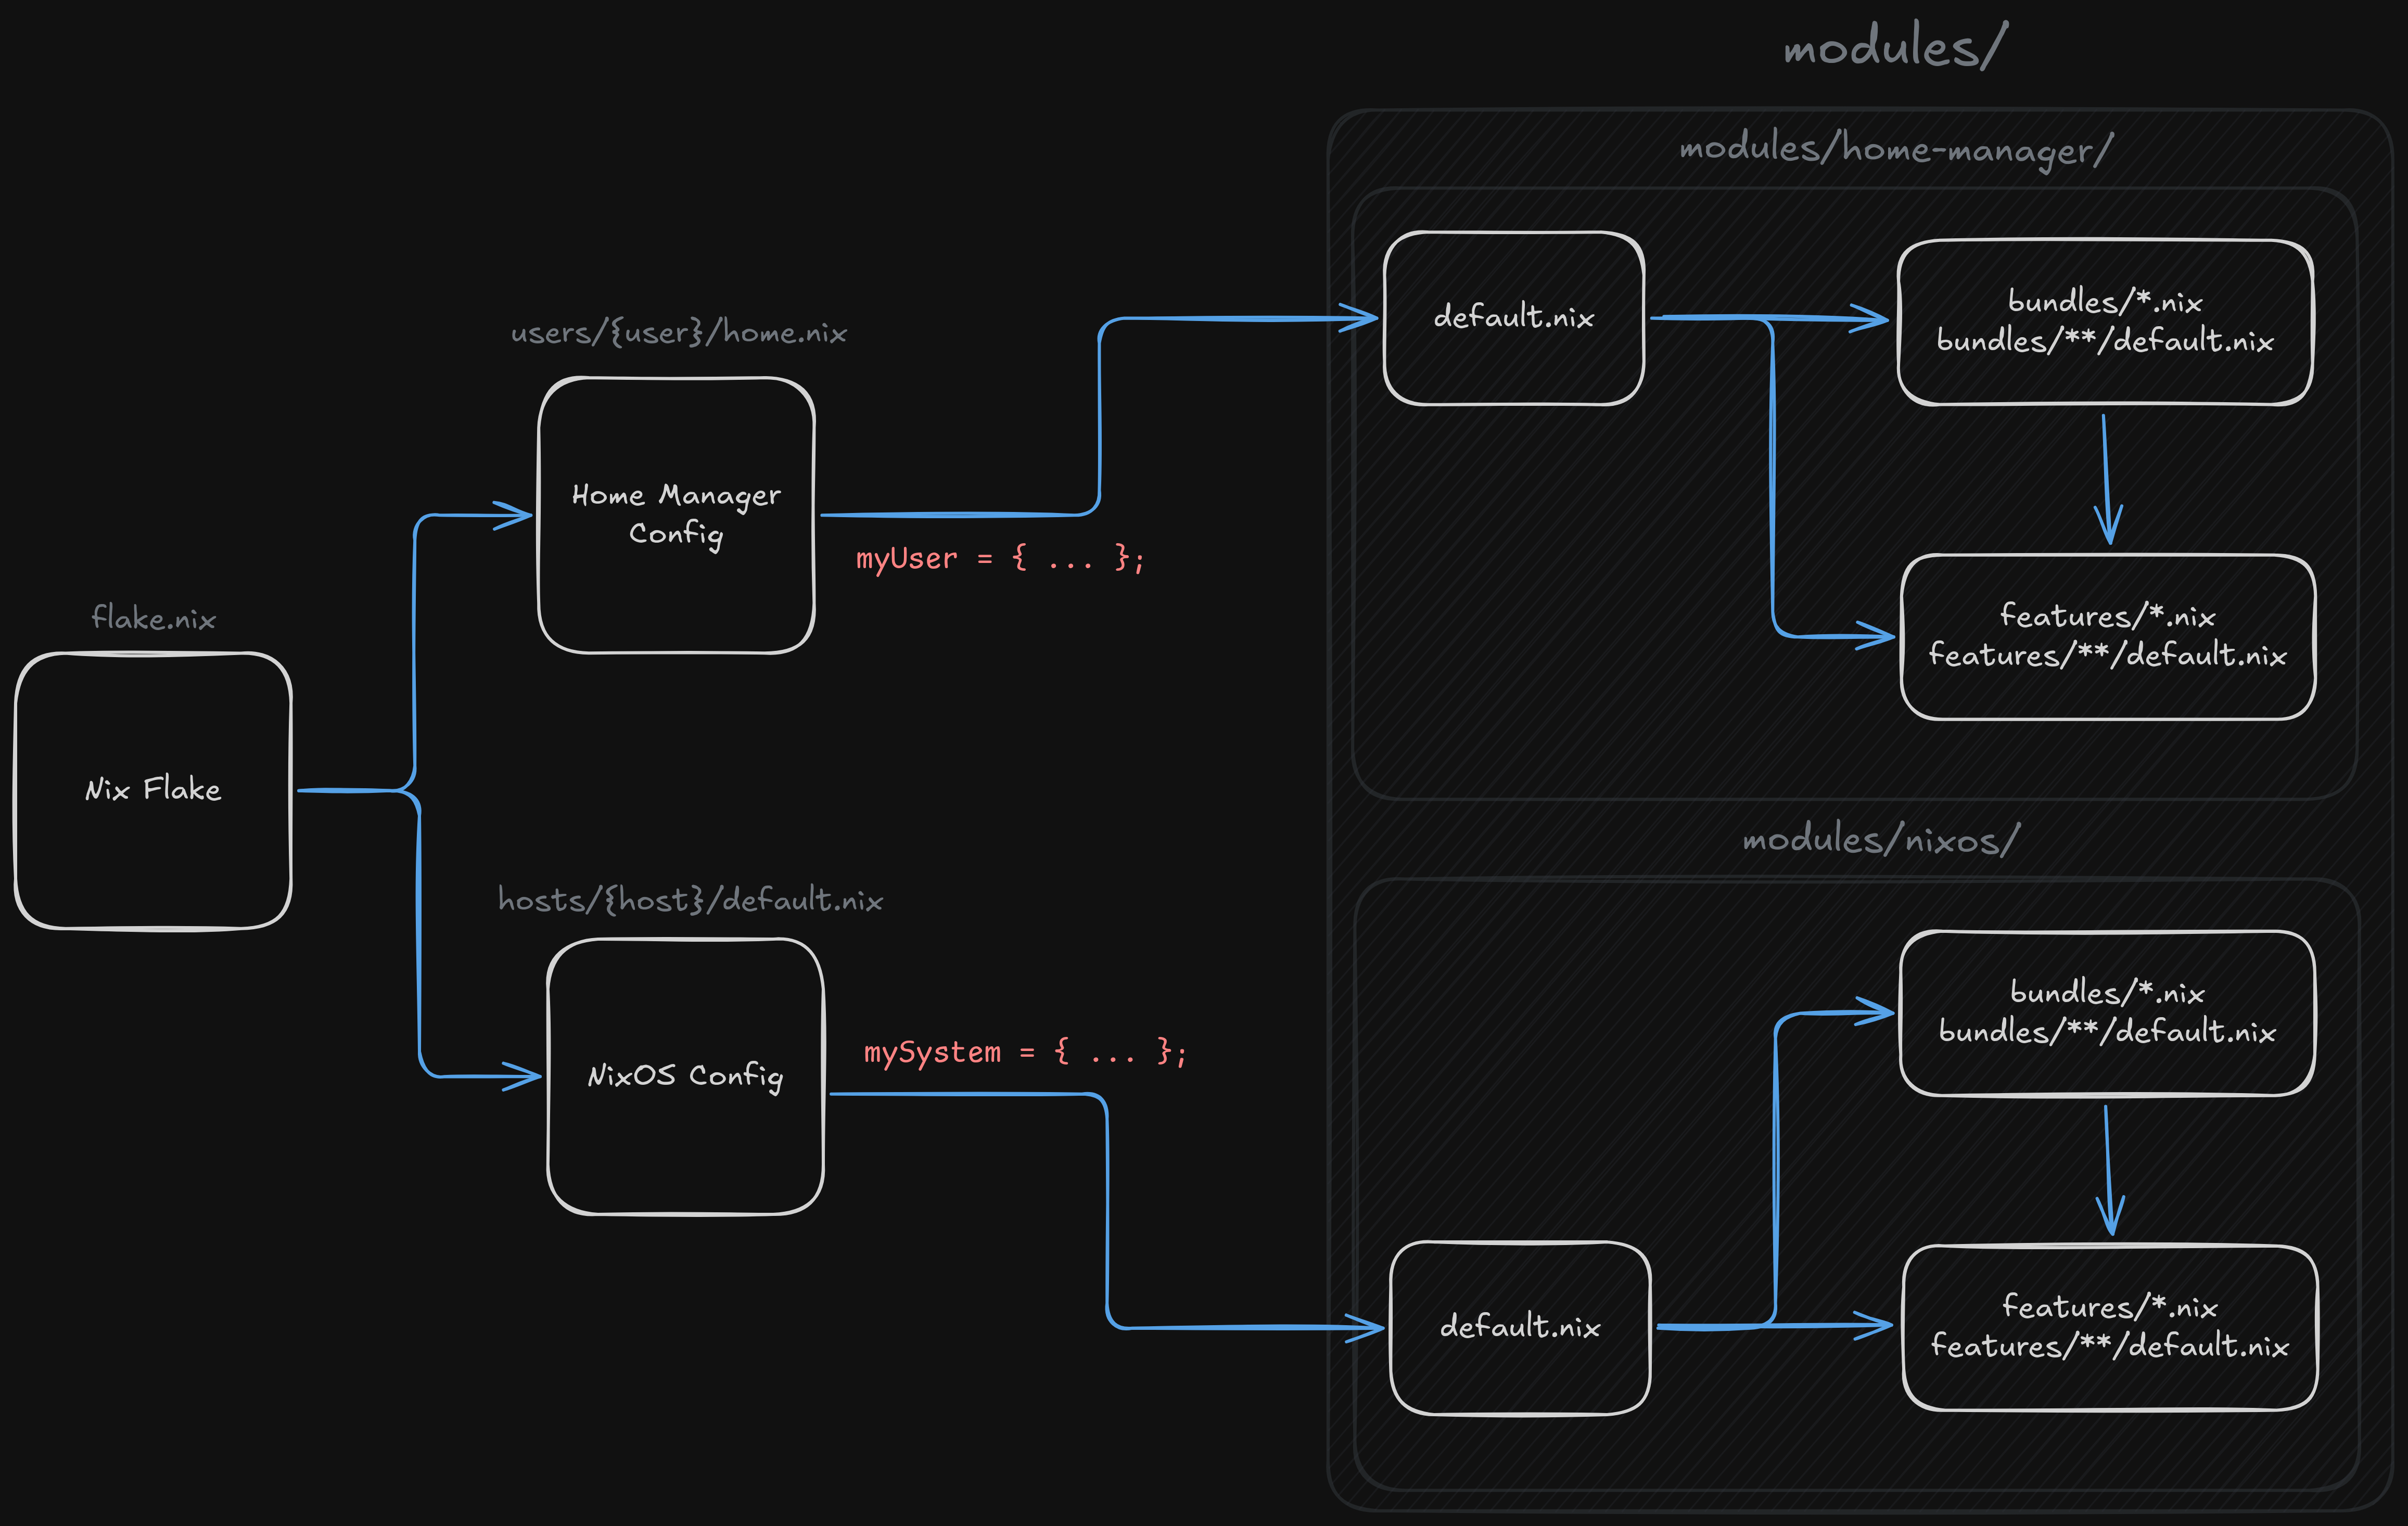 modules/
modules/home-manager/
default.nix
bundles/*.nix
bundles/**/default.nix
users/{user}/home.nix
Home Manager
Config
myUser = { ... };
features/*.nix
features/**/default.nix
flake.nix
Nix Flake
modules/nixos/
hosts/{host}/default.nix
NixOS Config
mySystem = { ... };
bundles/*.nix
bundles/**/default.nix
default.nix
features/*.nix
features/**/default.nix